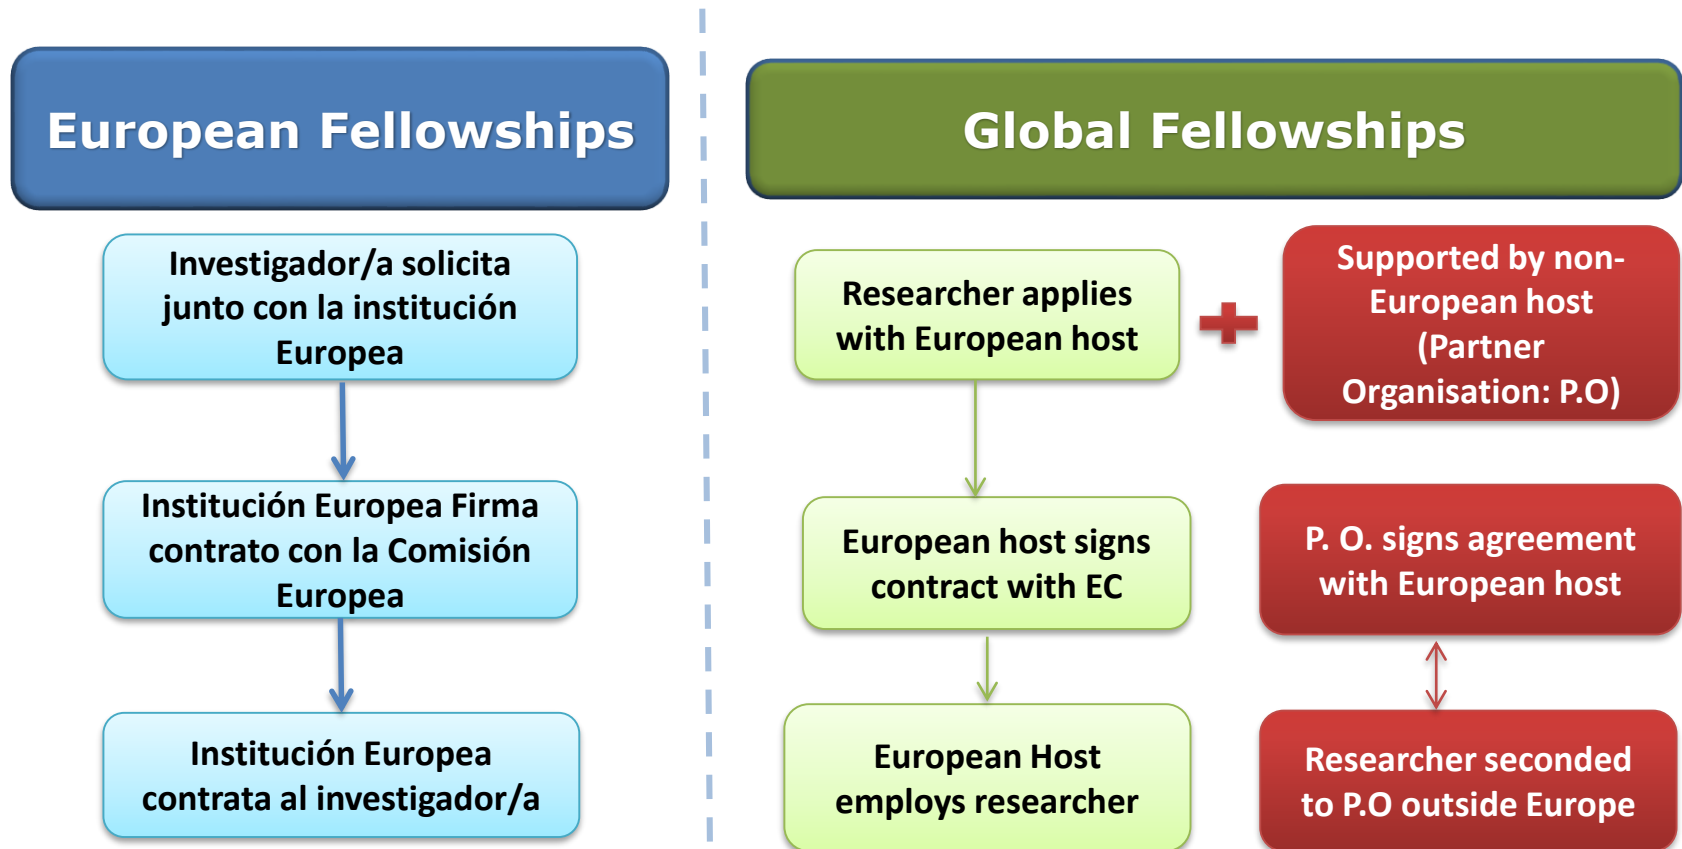 European Fellowships
Investigador/a solicita
junto con la institución
Europea
Institución Europea Firma
contrato con la Comisión
Europea
Institución Europea
contrata al investigador/a
Global Fellowships
Researcher applies
with European host
Supported by non-
European host
(Partner
Organisation: P.O)
European host signs
contract with EC
P. O. signs agreement
with European host
European Host
employs researcher
Researcher seconded
to P.O outside Europe